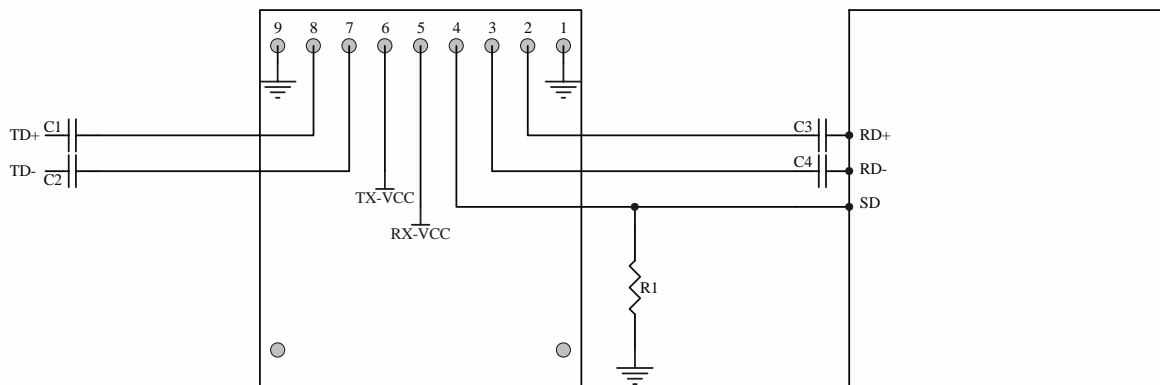 9 8 7 6 5 4 3 2 1
TD+ C1 C3 RD+
TD- C2 C4 RD-
TX-VCC SD
RX-VCC
R1